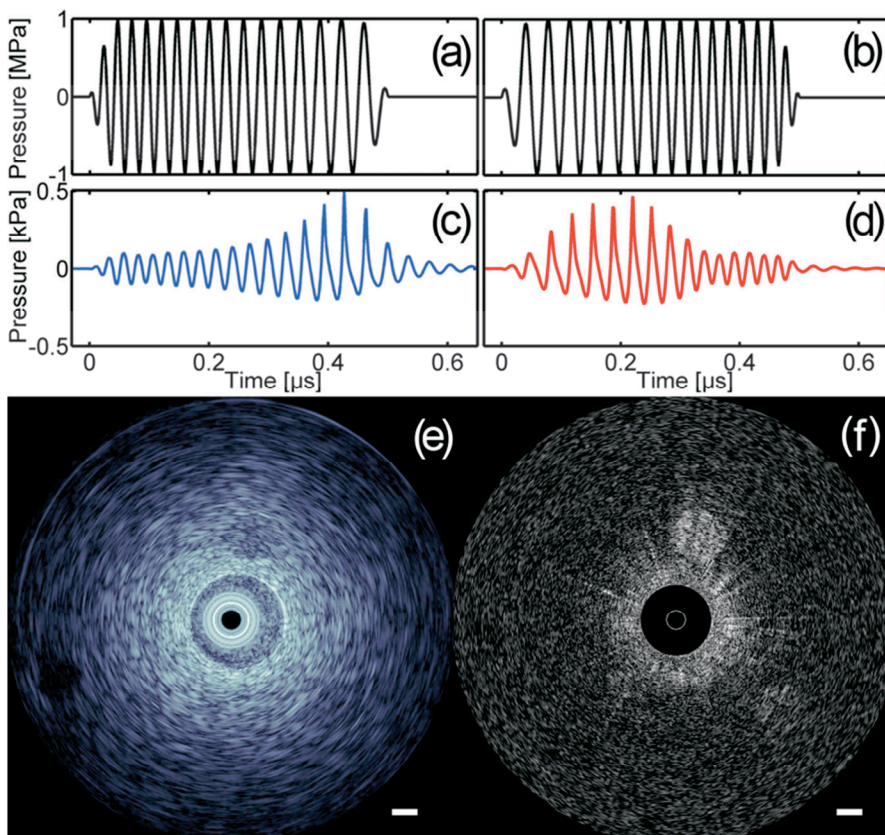 1
(a)
(b)
Pressure [MPa]
0
-1
0.5
(c)
(d)
Pressure [kPa]
0
-0.5
0
0.2
0.4
0.6
0
0.2
0.4
0.6
Time [µs]
Time [µs]
(e)
(f)